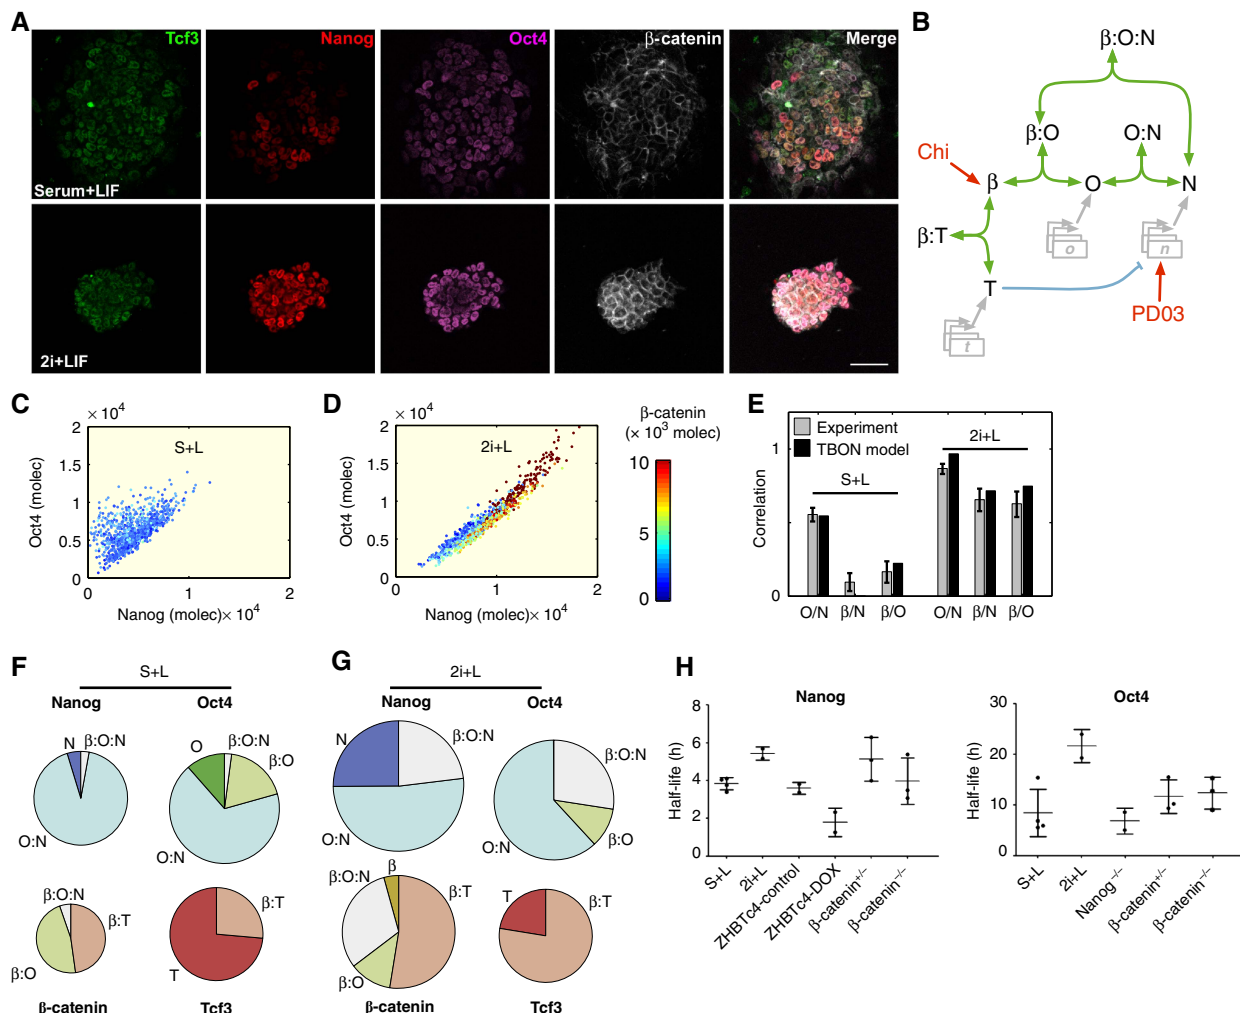 A
Tcf3
Nanog
Oct4
β-catenin
Merge
Serum+LIF
2i+LIF
B
β:O:N
β:O
O:N
Chi
β
O
N
β:T
o
n
T
PD03
t
C
× 10⁴
S+L
2
1.5
1
0.5
0
Oct4 (molec)
0
1
2
Nanog (molec)× 10⁴
D
× 10⁴
2i+L
2
1.5
1
0.5
0
Oct4 (molec)
0
1
2
Nanog (molec)× 10⁴
β-catenin
(× 10³ molec)
10
5
0
E
Experiment
TBON model
S+L
2i+L
1
0
Correlation
O/N
β/N
β/O
O/N
β/N
β/O
F
S+L
Nanog
Oct4
N
β:O:N
O:N
O
β:O:N
β:O
O:N
β:O:N
β:T
β:O
β:T
T
β-catenin
Tcf3
G
2i+L
Nanog
Oct4
N
β:O:N
O:N
β:O:N
β:O
O:N
β:O:N
β
β:T
β:O
T
β:T
β-catenin
Tcf3
H
Nanog
8
6
4
2
0
Half-life (h)
S+L
2i+L
ZHBTc4-control
ZHBTc4-DOX
β-catenin⁺/⁻
β-catenin⁻/⁻
Oct4
30
20
10
0
Half-life (h)
S+L
2i+L
Nanog⁻/⁻
β-catenin⁺/⁻
β-catenin⁻/⁻